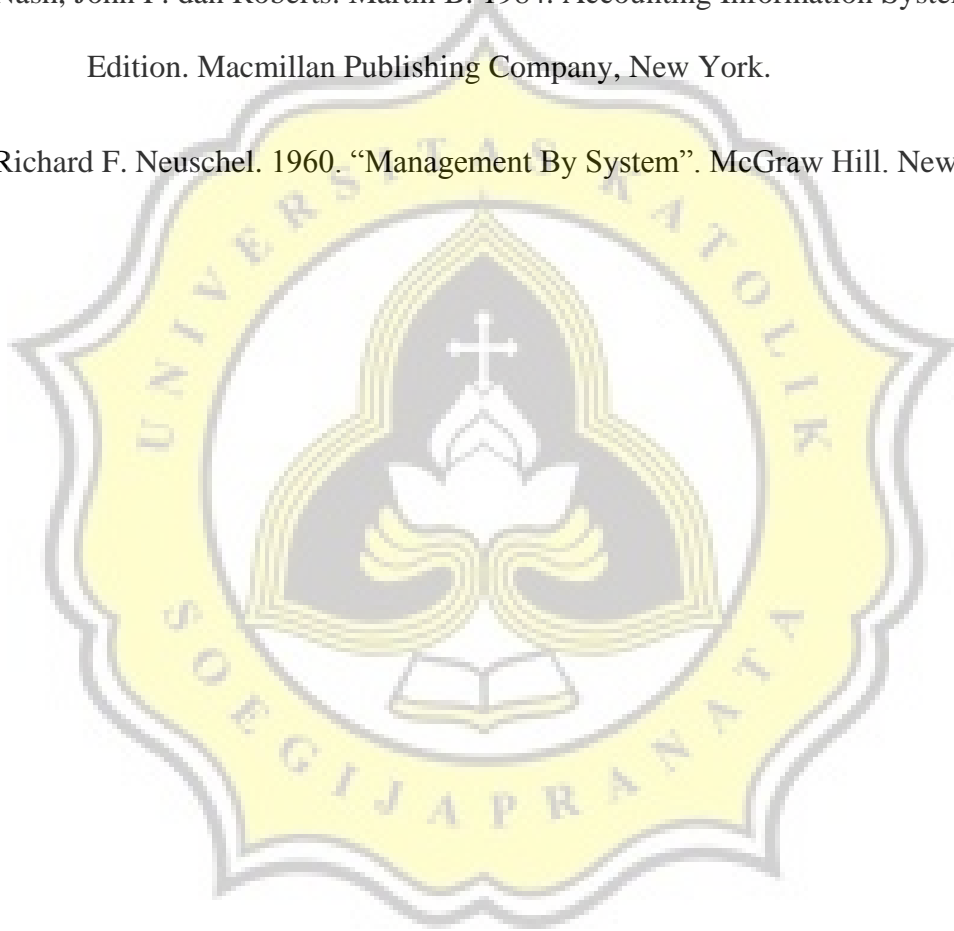 Nash, John F. dan Roberts. Martin B. 1984. Accounting Information System
Edition. Macmillan Publishing Company, New York.
Richard F. Neuschel. 1960. “Management By System”. McGraw Hill. New
UNIVERSITAS KATOLIK
SOEGIJAPRANATA